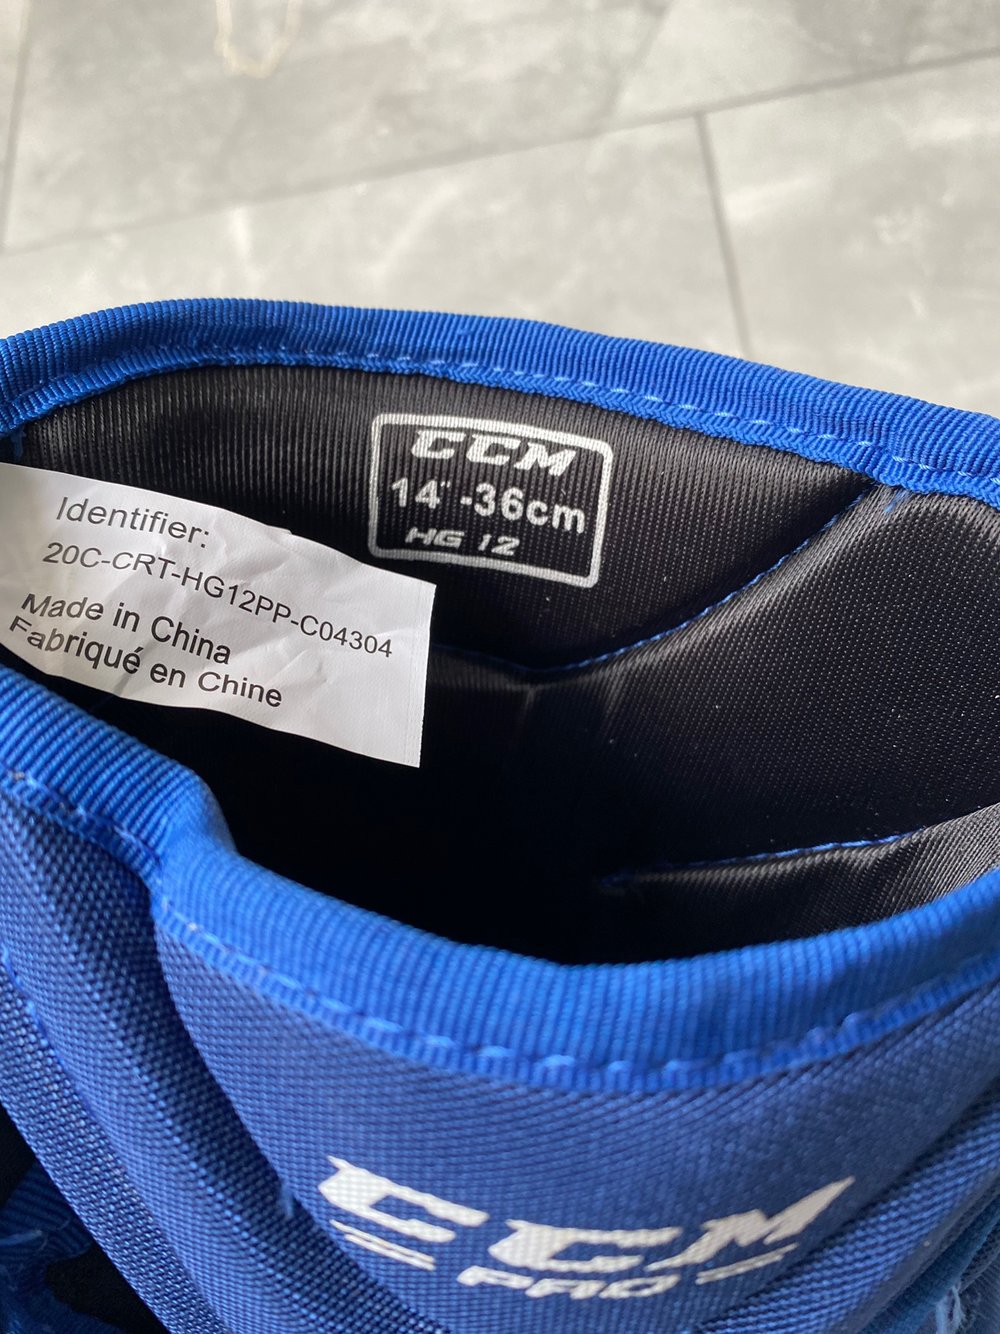 CCM
14"-36cm
HG 12
Identifier:
20C-CRT-HG12PP-C04304
Made in China
Fabriqué en Chine
CCM
PRO